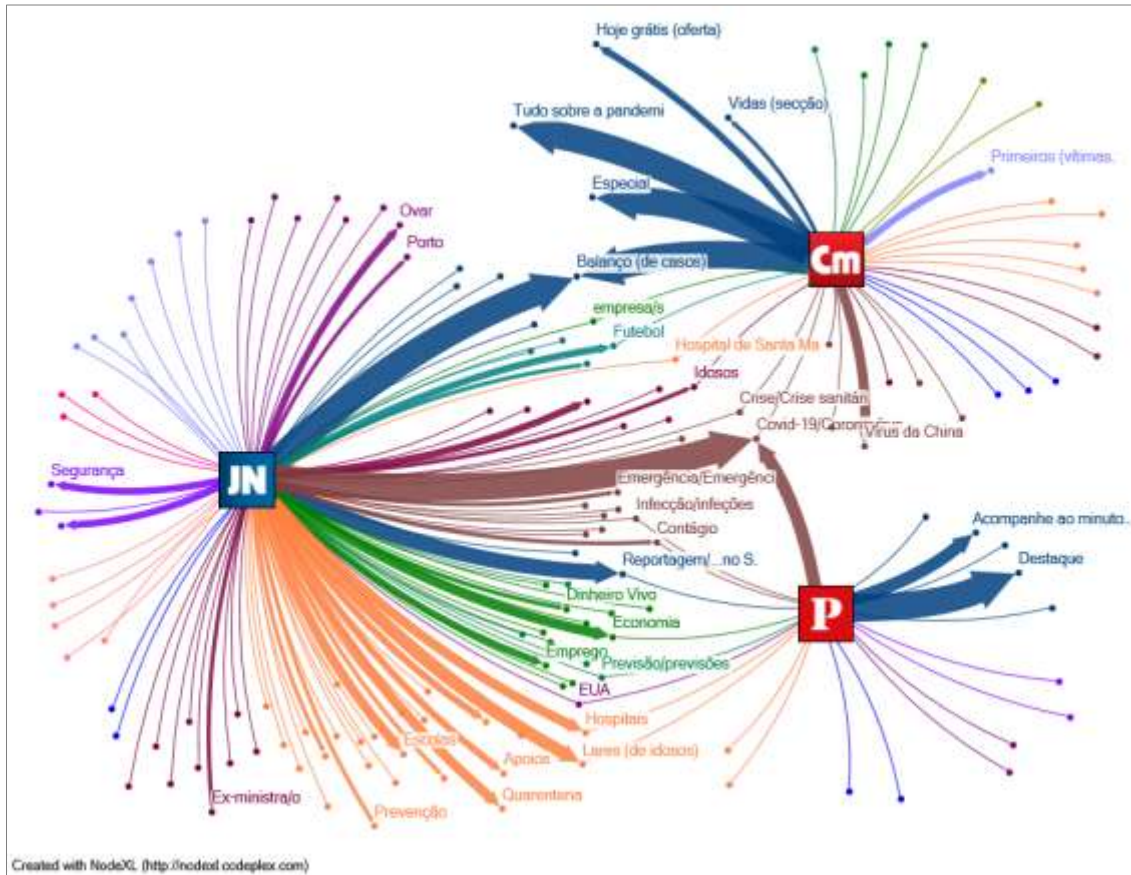 Hoje grátis (oferta)
Tudo sobre a pandemi
Vidas (secção)
Primeiros (vítimas.
Especial
Ovar
Porto
Cm
Balanço (de casos)
empresa/s
Futebol
Hospital de Santa Ma
Idosos
Crise/Crise sanitári
Covid-19/
Vírus da China
Segurança
JN
Emergência/Emergênci
Infecção/infeções
Contágio
Acompanhe ao minuto..
Reportagem/...no S.
Destaque
Dinheiro Vivo
P
Economia
Emprego
Previsão/previsões
EUA
Hospitais
Escolas
Lares (de idosos)
Apoios
Ex-ministra/o
Quarentena
Prevenção
Created with NodeXL (http://nodexl.codeplex.com)